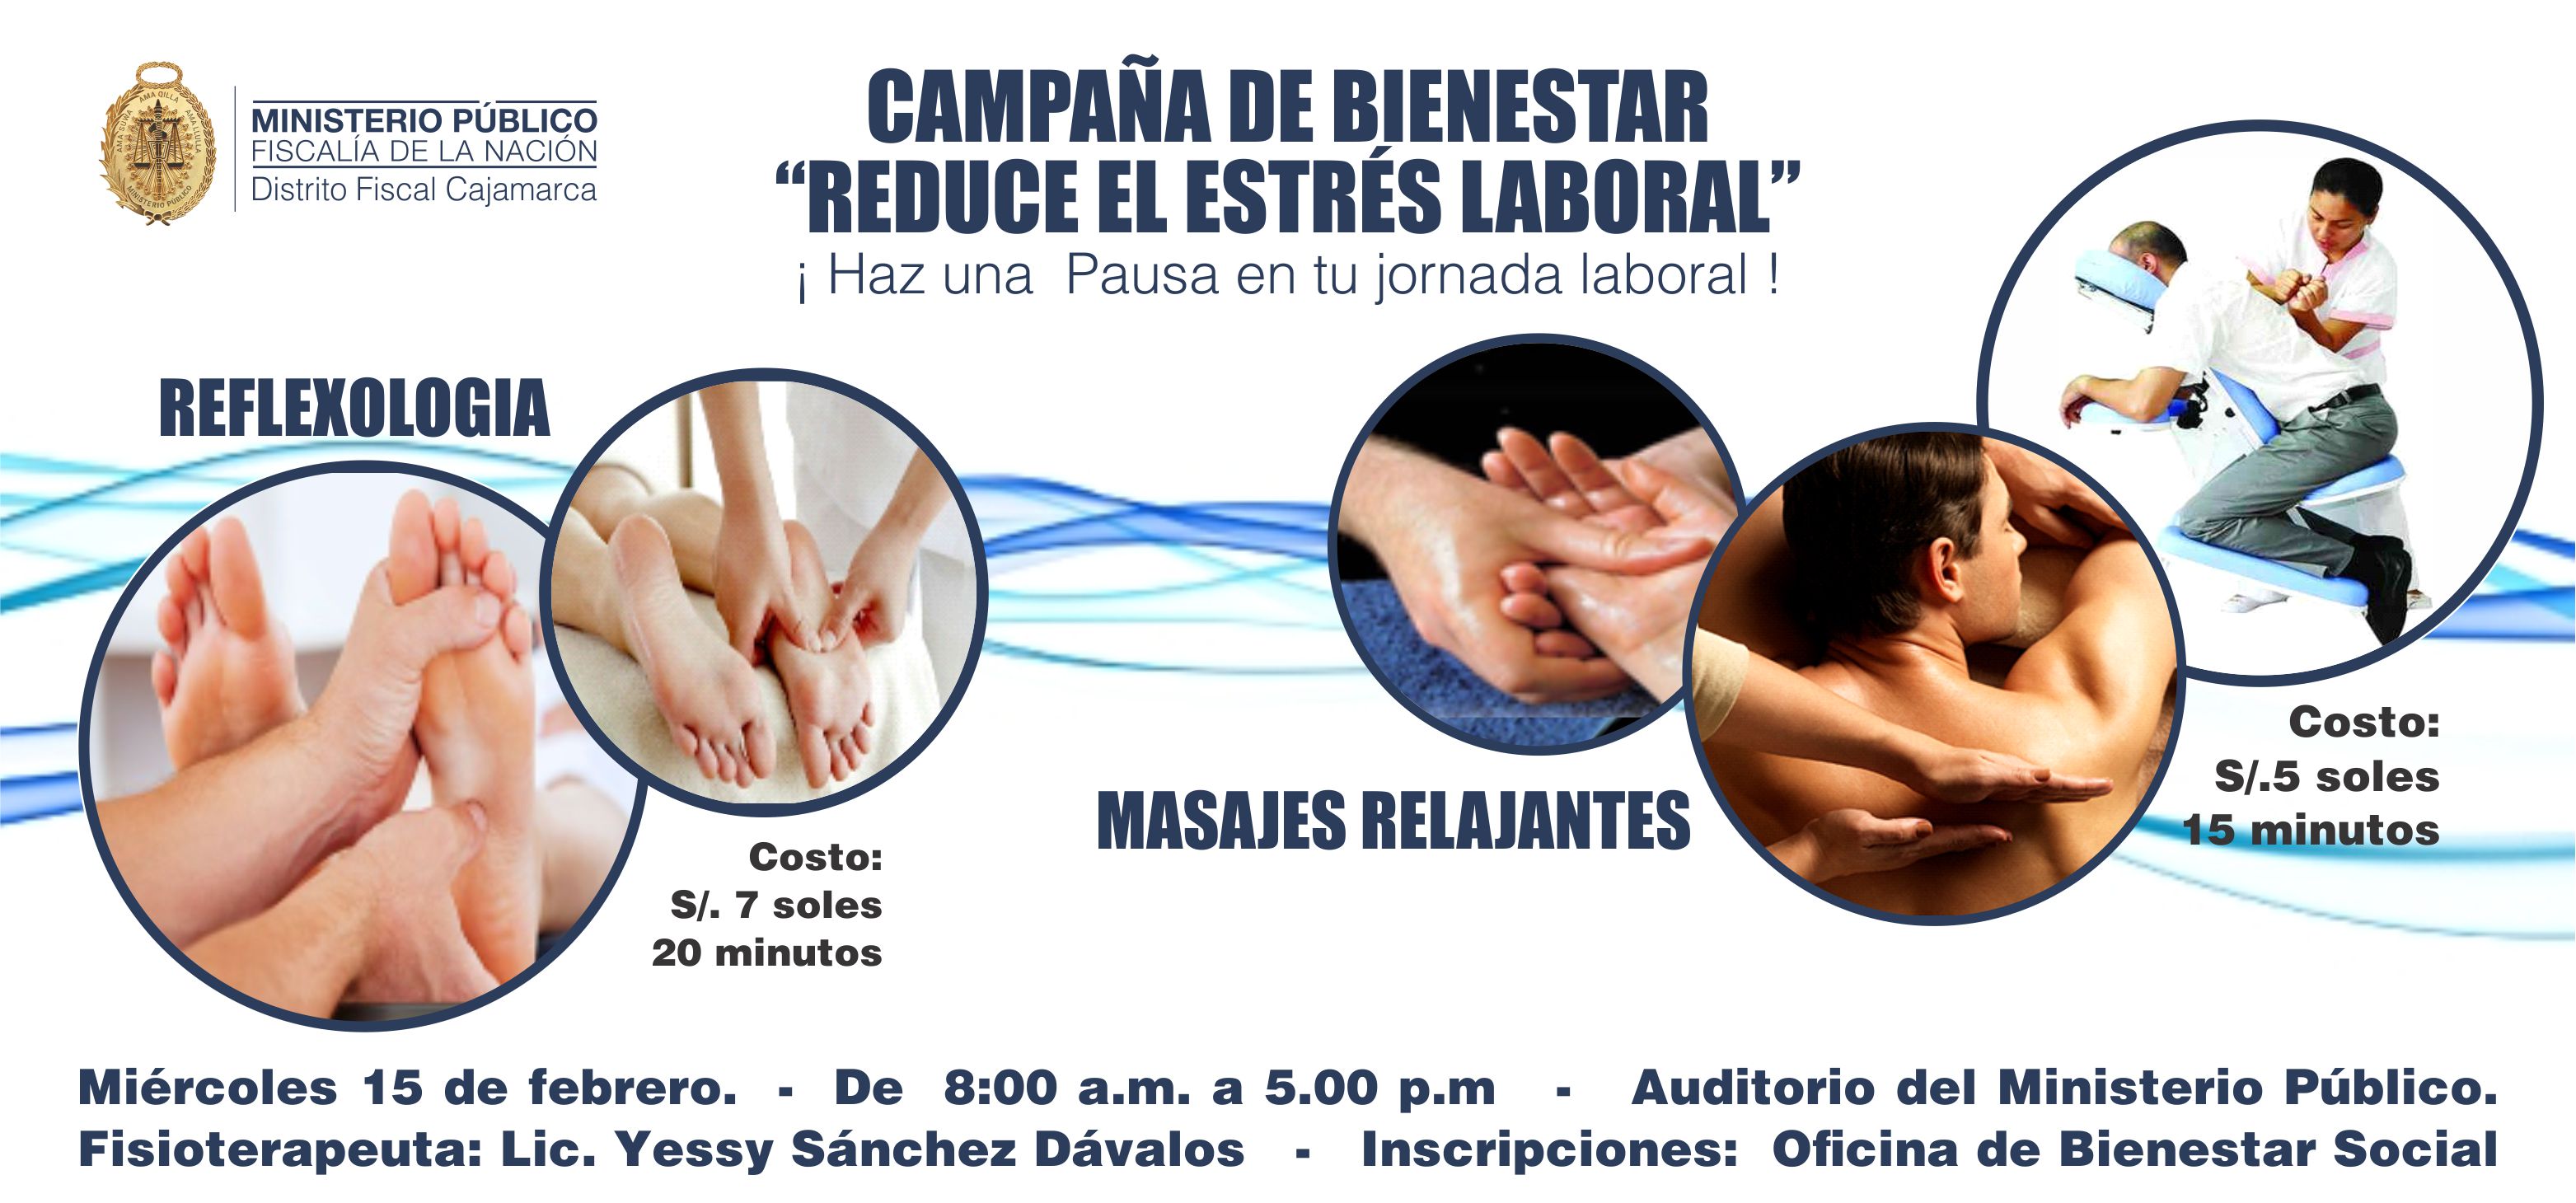 MINISTERIO PÚBLICO
FISCALÍA DE LA NACIÓN
Distrito Fiscal Cajamarca
CAMPAÑA DE BIENESTAR
“REDUCE EL ESTRÉS LABORAL”
¡ Haz una Pausa en tu jornada laboral !
REFLEXOLOGIA
Costo:
S/. 7 soles
20 minutos
MASAJES RELAJANTES
Costo:
S/.5 soles
15 minutos
Miércoles 15 de febrero. - De 8:00 a.m. a 5.00 p.m - Auditorio del Ministerio Público.
Fisioterapeuta: Lic. Yessy Sánchez Dávalos - Inscripciones: Oficina de Bienestar Social